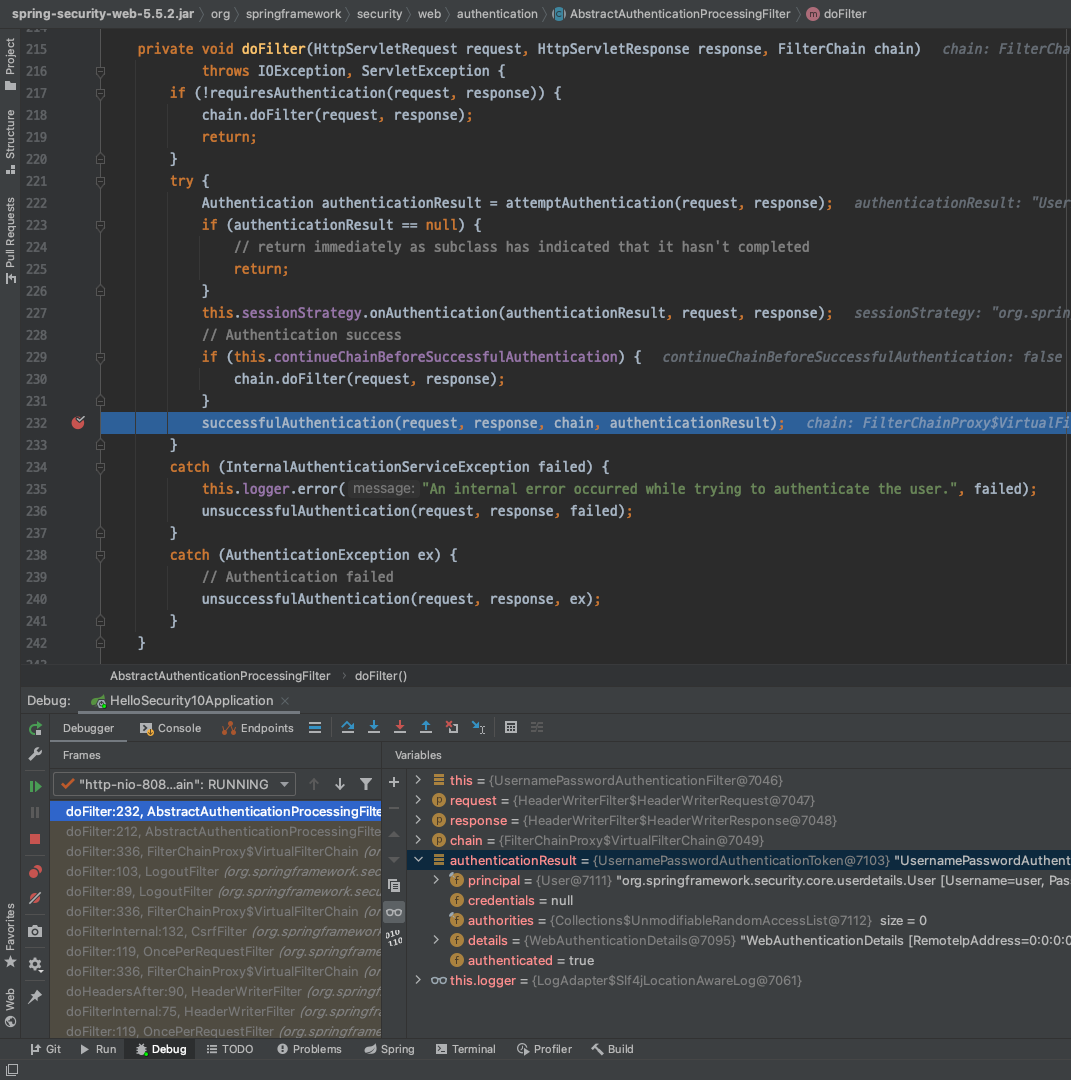 spring-security-web-5.5.2.jar org springframework security web authentication AbstractAuthenticationProcessingFilter m doFilter
Project
Structure
Pull Requests
Favorites
Web
215 private void doFilter(HttpServletRequest request, HttpServletResponse response, FilterChain chain) chain: FilterCha
216 throws IOException, ServletException {
217 if (!requiresAuthentication(request, response)) {
218 chain.doFilter(request, response);
219 return;
220 }
221 try {
222 Authentication authenticationResult = attemptAuthentication(request, response); authenticationResult: "User
223 if (authenticationResult == null) {
224 // return immediately as subclass has indicated that it hasn't completed
225 return;
226 }
227 this.sessionStrategy.onAuthentication(authenticationResult, request, response); sessionStrategy: "org.sprin
228 // Authentication success
229 if (this.continueChainBeforeSuccessfulAuthentication) { continueChainBeforeSuccessfulAuthentication: false
230 chain.doFilter(request, response);
231 }
232 successfulAuthentication(request, response, chain, authenticationResult); chain: FilterChainProxy$VirtualFi
233 }
234 catch (InternalAuthenticationServiceException failed) {
235 this.logger.error( message: "An internal error occurred while trying to authenticate the user.", failed);
236 unsuccessfulAuthentication(request, response, failed);
237 }
238 catch (AuthenticationException ex) {
239 // Authentication failed
240 unsuccessfulAuthentication(request, response, ex);
241 }
242 }
AbstractAuthenticationProcessingFilter doFilter()
Debug: HelloSecurity10Application
Debugger Console Endpoints
Frames
"http-nio-808...ain": RUNNING
doFilter:232, AbstractAuthenticationProcessingFilte
doFilter:212, AbstractAuthenticationProcessingFilte
doFilter:336, FilterChainProxy$VirtualFilterChain (or
doFilter:103, LogoutFilter (org.springframework.sec
doFilter:89, LogoutFilter (org.springframework.secu
doFilter:336, FilterChainProxy$VirtualFilterChain (or
doFilterInternal:132, CsrfFilter (org.springframewor
doFilter:119, OncePerRequestFilter (org.springfram
doFilter:336, FilterChainProxy$VirtualFilterChain (or
doHeadersAfter:90, HeaderWriterFilter (org.springf
doFilterInternal:75, HeaderWriterFilter (org.springfr
doFilter:119, OncePerRequestFilter (org.springfram
Variables
this = {UsernamePasswordAuthenticationFilter@7046}
p request = {HeaderWriterFilter$HeaderWriterRequest@7047}
p response = {HeaderWriterFilter$HeaderWriterResponse@7048}
p chain = {FilterChainProxy$VirtualFilterChain@7049}
authenticationResult = {UsernamePasswordAuthenticationToken@7103} "UsernamePasswordAuthent
f principal = {User@7111} "org.springframework.security.core.userdetails.User [Username=user, Pas
f credentials = null
f authorities = {Collections$UnmodifiableRandomAccessList@7112} size = 0
f details = {WebAuthenticationDetails@7095} "WebAuthenticationDetails [RemoteIpAddress=0:0:0:0
f authenticated = true
this.logger = {LogAdapter$Slf4jLocationAwareLog@7061}
Git Run Debug TODO Problems Spring Terminal Profiler Build